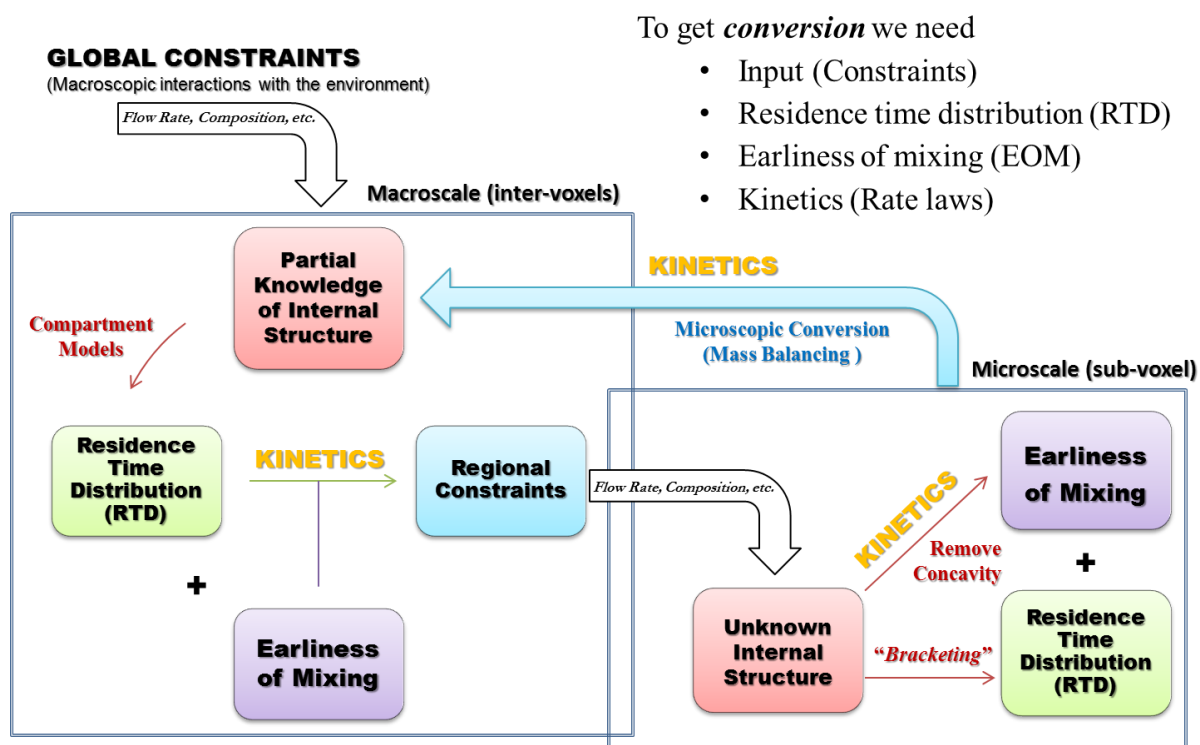 To get conversion we need
• Input (Constraints)
• Residence time distribution (RTD)
• Earliness of mixing (EOM)
• Kinetics (Rate laws)
GLOBAL CONSTRAINTS
(Macroscopic interactions with the environment)
Flow Rate, Composition, etc.
Macroscale (inter-voxels)
Partial
Knowledge
of Internal
Structure
Compartment
Models
Residence
Time
Distribution
(RTD)
KINETICS
Regional
Constraints
+
Earliness
of Mixing
KINETICS
Microscopic Conversion
(Mass Balancing )
Microscale (sub-voxel)
Flow Rate, Composition, etc.
Unknown
Internal
Structure
KINETICS
Remove
Concavity
“Bracketing”
Earliness
of Mixing
+
Residence
Time
Distribution
(RTD)